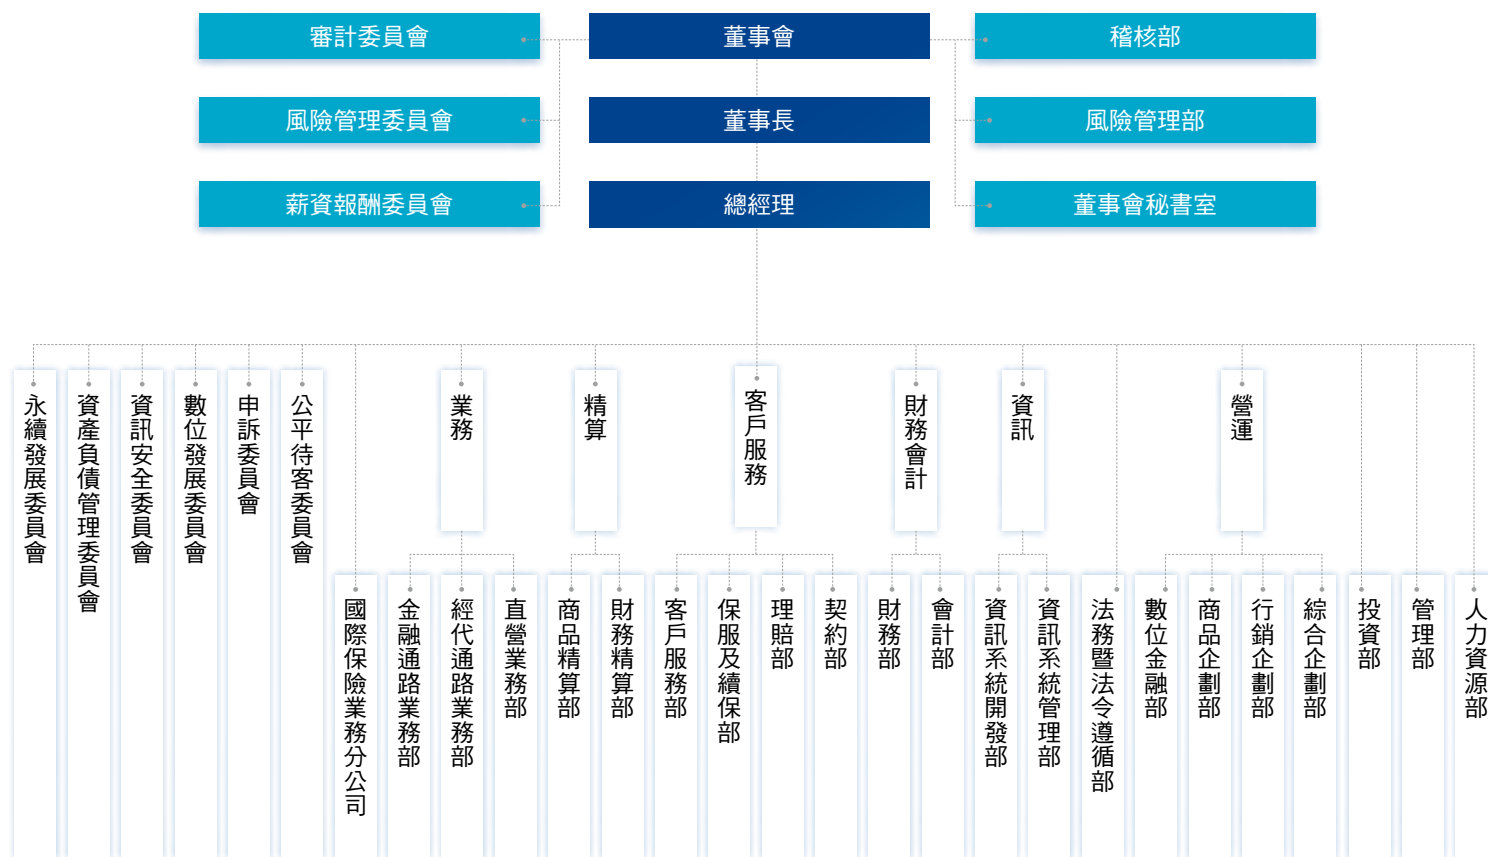 審計委員會
董事會
稽核部
風險管理委員會
董事長
風險管理部
薪資報酬委員會
總經理
董事會秘書室
永續發展委員會
資產負債管理委員會
資訊安全委員會
數位發展委員會
申訴委員會
公平待客委員會
業務
精算
客戶服務
財務會計
資訊
營運
國際保險業務分公司
金融通路業務部
經代通路業務部
直營業務部
商品精算部
財務精算部
客戶服務部
保服及續保部
理賠部
契約部
財務部
會計部
資訊系統開發部
資訊系統管理部
法務暨法令遵循部
數位金融部
商品企劃部
行銷企劃部
綜合企劃部
投資部
管理部
人力資源部